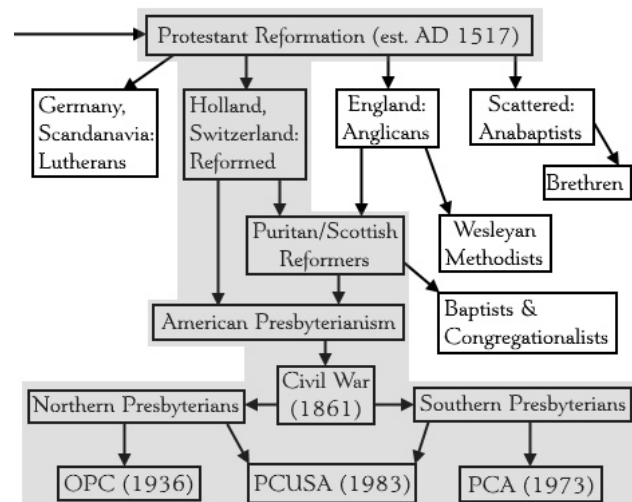 Protestant Reformation (est. AD 1517)
Germany,
Scandanavia:
Lutherans
Holland,
Switzerland:
Reformed
England:
Anglicans
Scattered:
Anabaptists
Brethren
Puritan/Scottish
Reformers
Wesleyan
Methodists
American Presbyterianism
Baptists &
Congregationalists
Civil War
(1861)
Northern Presbyterians
Southern Presbyterians
OPC (1936)
PCUSA (1983)
PCA (1973)